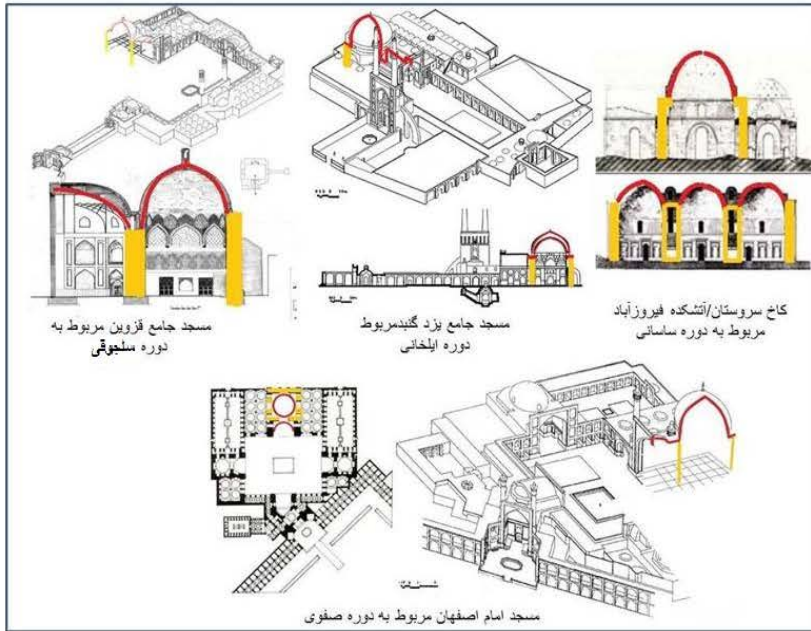 مسجد جامع قزوین مربوط به
دوره سلجوقی
مسجد جامع یزد گنبدمربوط
دوره ایلخانی
کاخ سروستان/آتشکده فیروزآباد
مربوط به دوره ساسانی
مسجد امام اصفهان مربوط به دوره صفوی